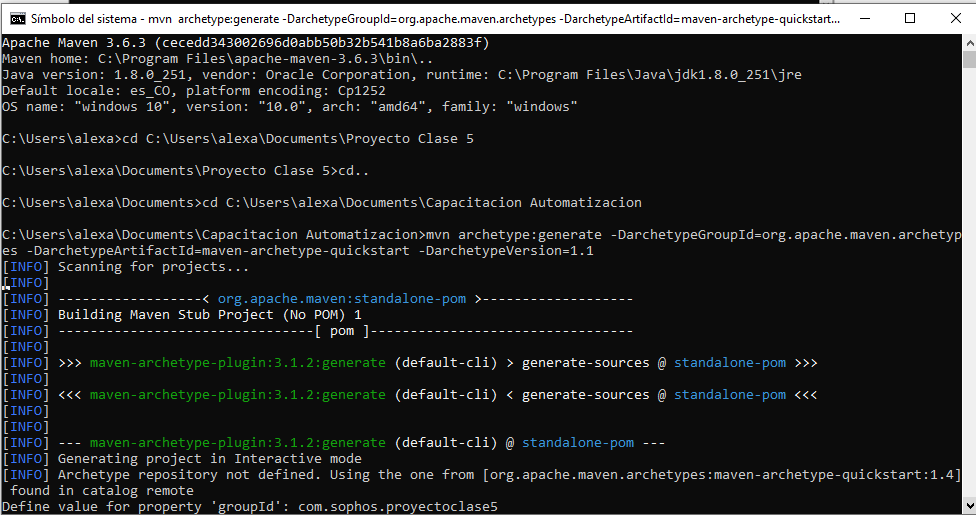 Símbolo del sistema - mvn archetype:generate -DarchetypeGroupId=org.apache.maven.archetypes -DarchetypeArtifactId=maven-archetype-quickstart...
Apache Maven 3.6.3 (cecedd343002696d0abb50b32b541b8a6ba2883f)
Maven home: C:\Program Files\apache-maven-3.6.3\bin\..
Java version: 1.8.0_251, vendor: Oracle Corporation, runtime: C:\Program Files\Java\jdk1.8.0_251\jre
Default locale: es_CO, platform encoding: Cp1252
OS name: "windows 10", version: "10.0", arch: "amd64", family: "windows"
C:\Users\alexa>cd C:\Users\alexa\Documents\Proyecto Clase 5
C:\Users\alexa\Documents\Proyecto Clase 5>cd..
C:\Users\alexa\Documents>cd C:\Users\alexa\Documents\Capacitacion Automatizacion
C:\Users\alexa\Documents\Capacitacion Automatizacion>mvn archetype:generate -DarchetypeGroupId=org.apache.maven.archetyp
es -DarchetypeArtifactId=maven-archetype-quickstart -DarchetypeVersion=1.1
[INFO] Scanning for projects...
[INFO]
[INFO] ------------------< org.apache.maven:standalone-pom >-------------------
[INFO] Building Maven Stub Project (No POM) 1
[INFO] --------------------------------[ pom ]---------------------------------
[INFO]
[INFO] >>> maven-archetype-plugin:3.1.2:generate (default-cli) > generate-sources @ standalone-pom >>>
[INFO]
[INFO] <<< maven-archetype-plugin:3.1.2:generate (default-cli) < generate-sources @ standalone-pom <<<
[INFO]
[INFO]
[INFO] --- maven-archetype-plugin:3.1.2:generate (default-cli) @ standalone-pom ---
[INFO] Generating project in Interactive mode
[INFO] Archetype repository not defined. Using the one from [org.apache.maven.archetypes:maven-archetype-quickstart:1.4]
found in catalog remote
Define value for property 'groupId': com.sophos.proyectoclase5